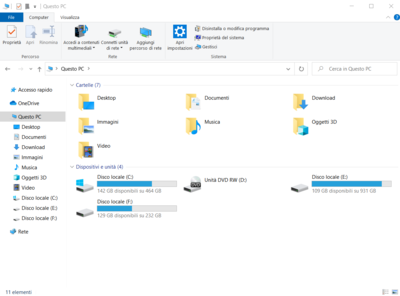 Questo PC
File
Computer
Visualizza
Proprietà
Apri
Rinomina
Accedi a contenuti multimediali
Connetti unità di rete
Aggiungi percorso di rete
Apri impostazioni
Disinstalla o modifica programma
Proprietà del sistema
Gestisci
Percorso
Rete
Sistema
Questo PC
Cerca in Questo PC
Accesso rapido
OneDrive
Questo PC
Desktop
Documenti
Download
Immagini
Musica
Oggetti 3D
Video
Disco locale (C:)
Disco locale (E:)
Disco locale (F:)
Rete
Cartelle (7)
Desktop
Documenti
Download
Immagini
Musica
Oggetti 3D
Video
Dispositivi e unità (4)
Disco locale (C:)
142 GB disponibili su 464 GB
Unità DVD RW (D:)
Disco locale (E:)
109 GB disponibili su 931 GB
Disco locale (F:)
129 GB disponibili su 232 GB
11 elementi